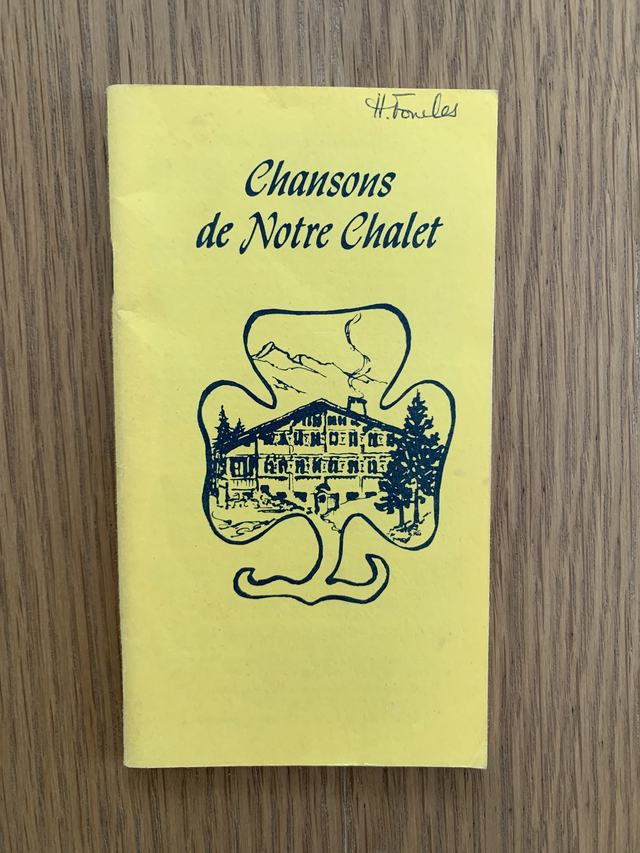 H.
Chansons
de Notre Chalet